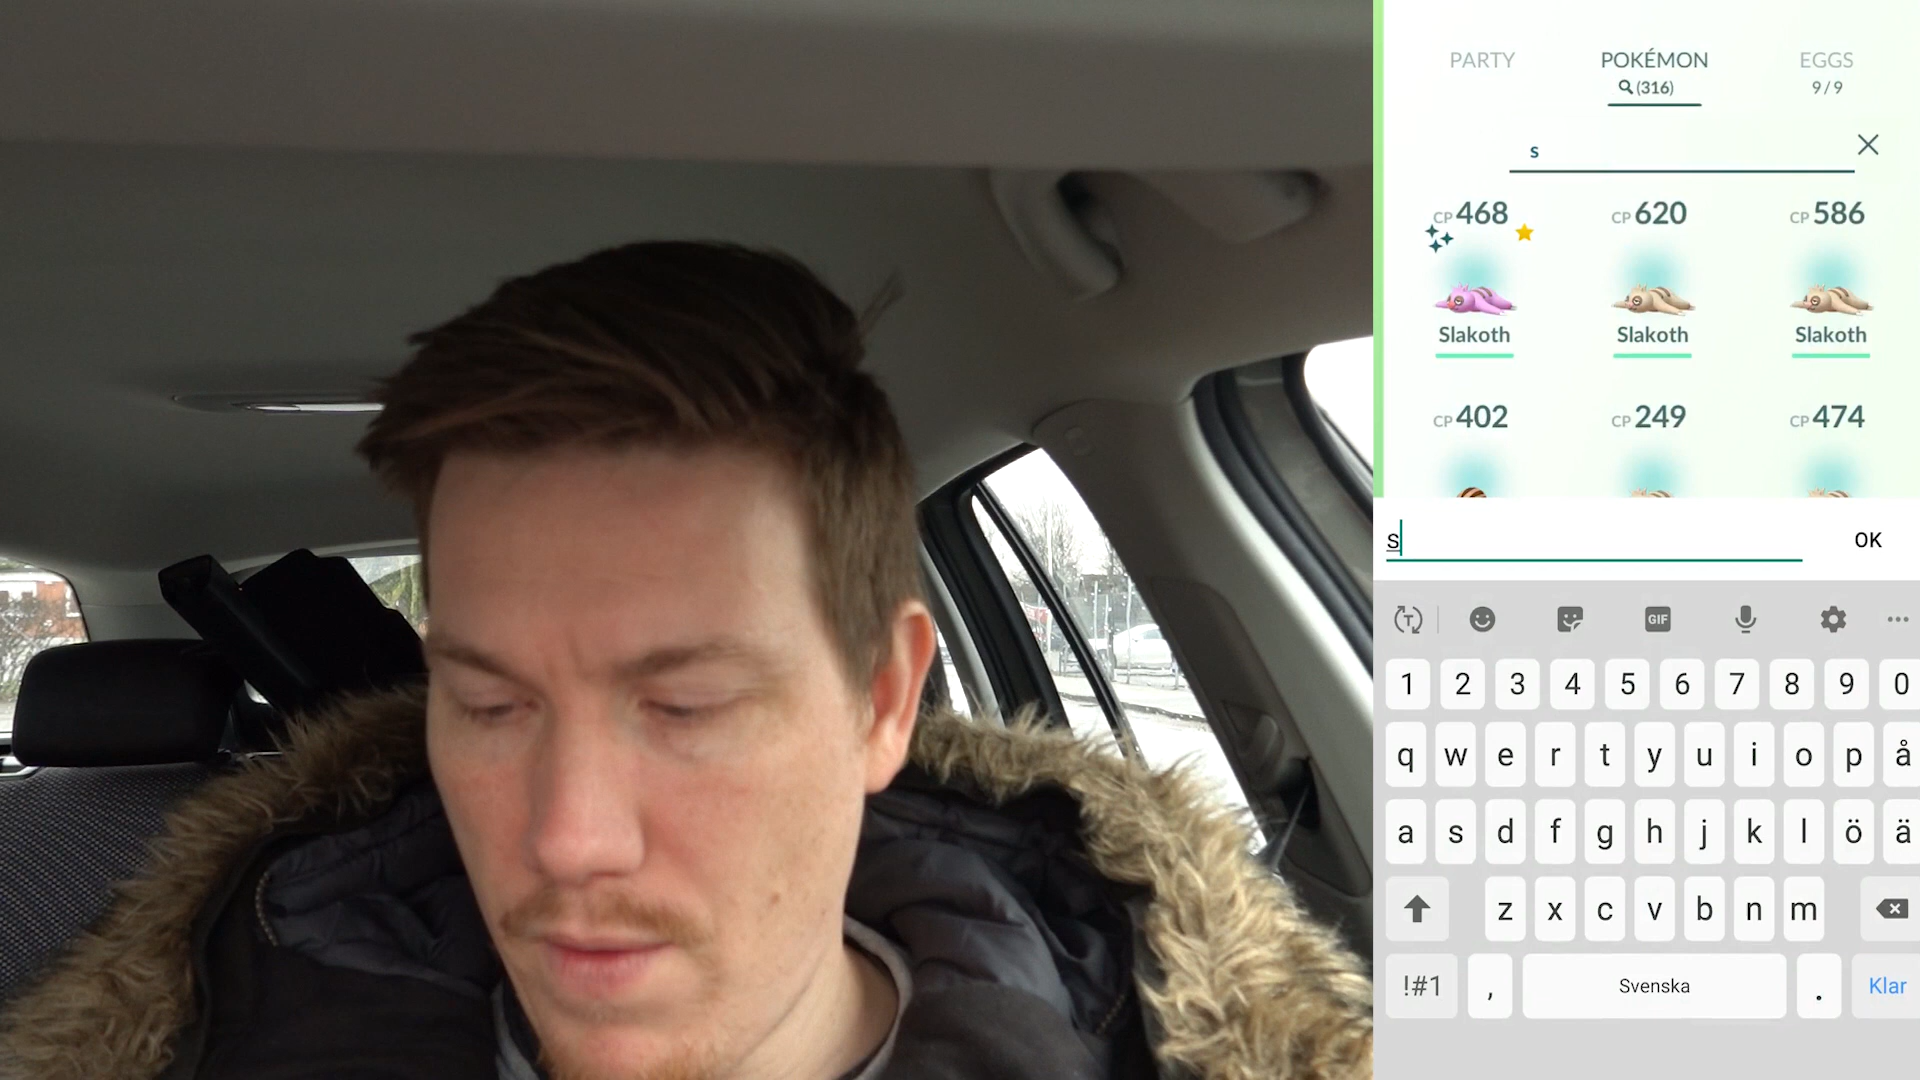 PARTY POKÉMON EGGS
(316) 9 / 9
s
CP 468 CP 620 CP 586
Slakoth Slakoth Slakoth
CP 402 CP 249 CP 474
s OK
GIF
1 2 3 4 5 6 7 8 9 0
q w e r t y u i o p å
a s d f g h j k l ö ä
z x c v b n m
!#1 , Svenska . Klar